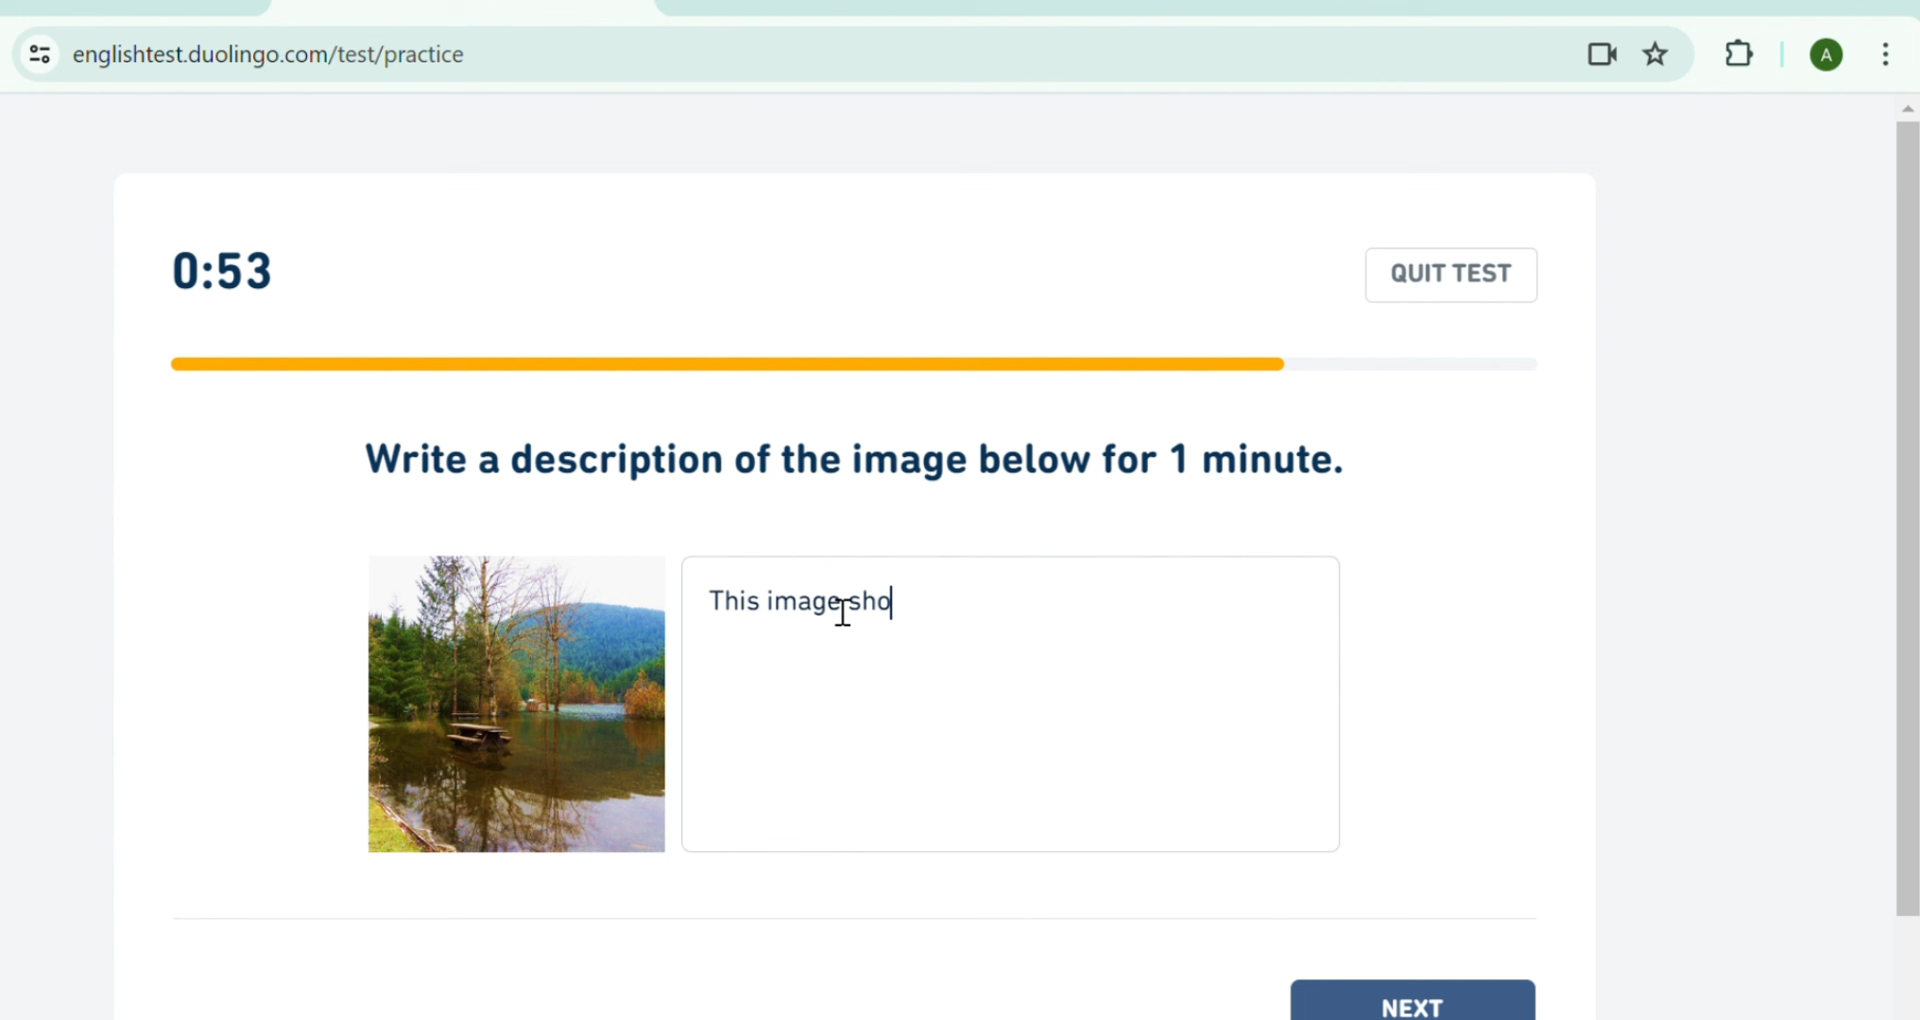 englishtest.duolingo.com/test/practice
A
0:53
QUIT TEST
Write a description of the image below for 1 minute.
This image sho
NEXT